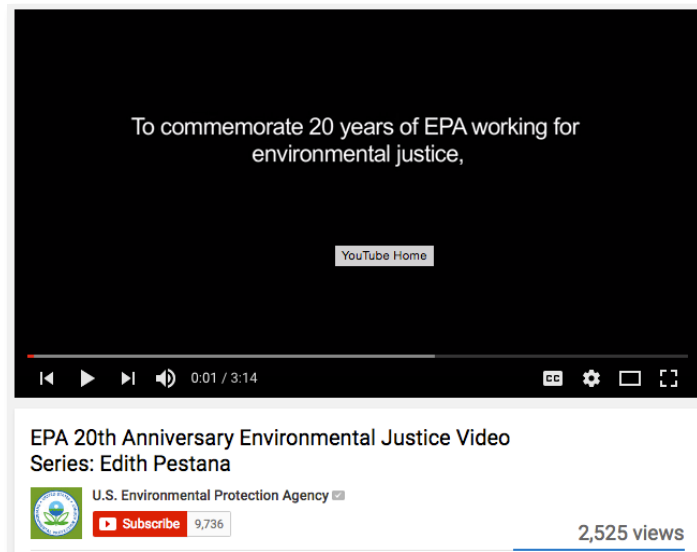 To commemorate 20 years of EPA working for
environmental justice,
YouTube Home
0:01 / 3:14
CC
EPA 20th Anniversary Environmental Justice Video
Series: Edith Pestana
U.S. Environmental Protection Agency
Subscribe 9,736
2,525 views